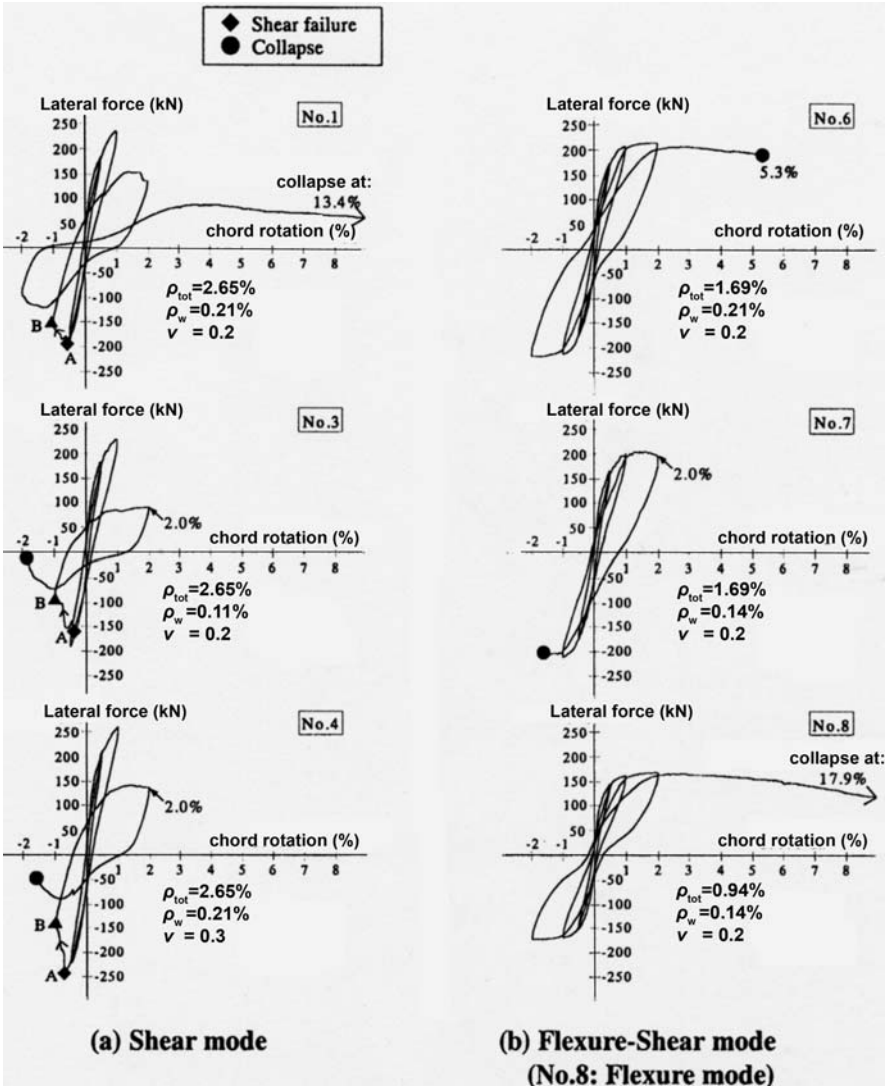 Shear failure
Collapse
Lateral force (kN)
No.1
250
200
150
100
50
collapse at:
13.4%
chord rotation (%)
-2 -1 1 2 3 4 5 6 7 8
-50
-100
-150
-200
-250
B
A
ρtot=2.65%
ρw=0.21%
ν = 0.2
Lateral force (kN)
No.3
250
200
150
100
50
2.0%
chord rotation (%)
-2 -1 1 2 3 4 5 6 7 8
-50
-100
-150
-200
-250
B
A
ρtot=2.65%
ρw=0.11%
ν = 0.2
Lateral force (kN)
No.4
250
200
150
100
50
2.0%
chord rotation (%)
-2 -1 1 2 3 4 5 6 7 8
-50
-100
-150
-200
-250
B
A
ρtot=2.65%
ρw=0.21%
ν = 0.3
(a) Shear mode
Lateral force (kN)
No.6
250
200
150
100
50
5.3%
chord rotation (%)
-2 -1 1 2 3 4 5 6 7 8
-50
-100
-150
-200
-250
ρtot=1.69%
ρw=0.21%
ν = 0.2
Lateral force (kN)
No.7
250
200
150
100
50
2.0%
chord rotation (%)
-2 -1 1 2 3 4 5 6 7 8
-50
-100
-150
-200
-250
ρtot=1.69%
ρw=0.14%
ν = 0.2
Lateral force (kN)
No.8
250
200
150
100
50
collapse at:
17.9%
chord rotation (%)
-2 -1 1 2 3 4 5 6 7 8
-50
-100
-150
-200
-250
ρtot=0.94%
ρw=0.14%
ν = 0.2
(b) Flexure-Shear mode
(No.8: Flexure mode)